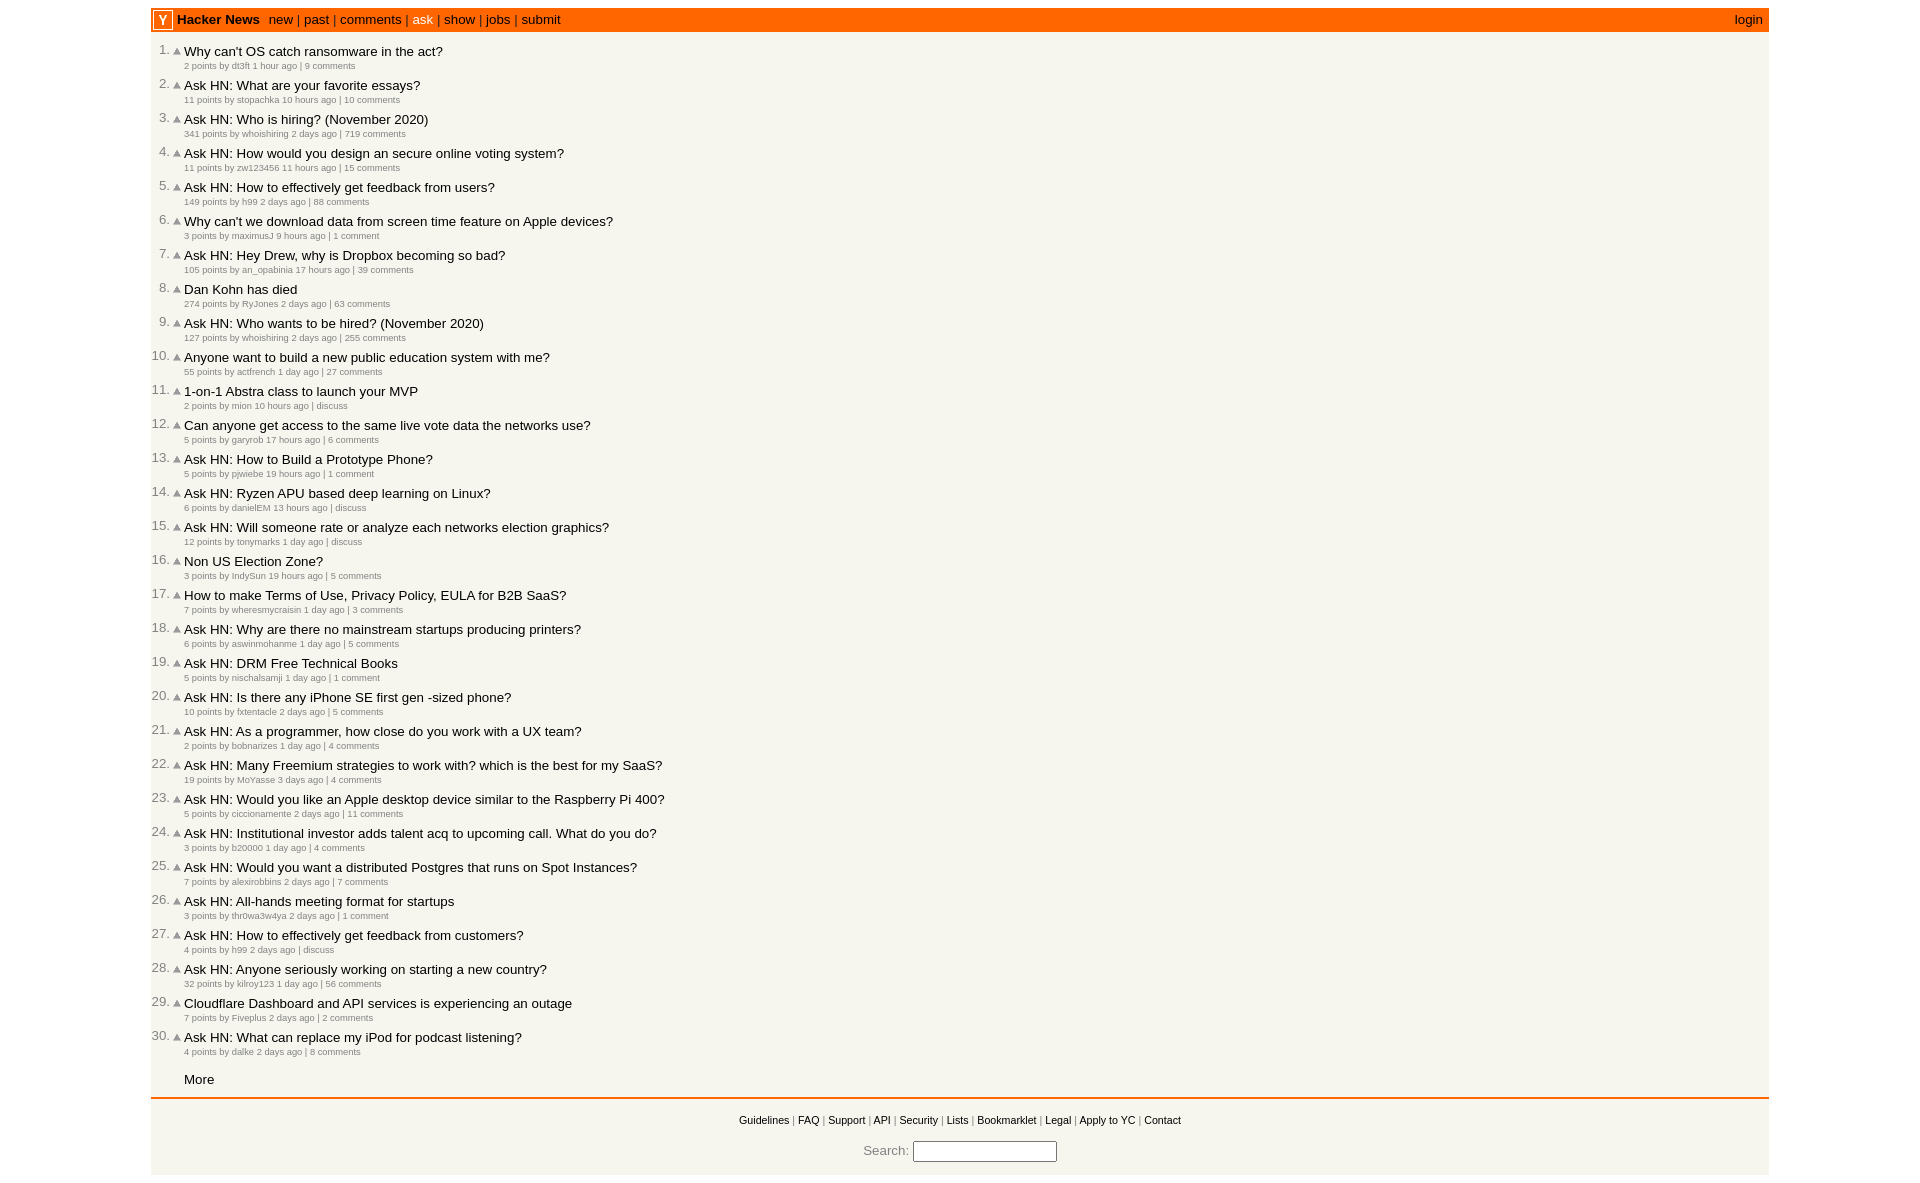 Y Hacker News new | past | comments | ask | show | jobs | submit login
1. Why can't OS catch ransomware in the act?
2 points by dt3ft 1 hour ago | 9 comments
2. Ask HN: What are your favorite essays?
11 points by stopachka 10 hours ago | 10 comments
3. Ask HN: Who is hiring? (November 2020)
341 points by whoishiring 2 days ago | 719 comments
4. Ask HN: How would you design an secure online voting system?
11 points by zw123456 11 hours ago | 15 comments
5. Ask HN: How to effectively get feedback from users?
149 points by h99 2 days ago | 88 comments
6. Why can't we download data from screen time feature on Apple devices?
3 points by maximusJ 9 hours ago | 1 comment
7. Ask HN: Hey Drew, why is Dropbox becoming so bad?
105 points by an_opabinia 17 hours ago | 39 comments
8. Dan Kohn has died
274 points by RyJones 2 days ago | 63 comments
9. Ask HN: Who wants to be hired? (November 2020)
127 points by whoishiring 2 days ago | 255 comments
10. Anyone want to build a new public education system with me?
55 points by actfrench 1 day ago | 27 comments
11. 1-on-1 Abstra class to launch your MVP
2 points by mion 10 hours ago | discuss
12. Can anyone get access to the same live vote data the networks use?
5 points by garyrob 17 hours ago | 6 comments
13. Ask HN: How to Build a Prototype Phone?
5 points by pjwiebe 19 hours ago | 1 comment
14. Ask HN: Ryzen APU based deep learning on Linux?
6 points by danielEM 13 hours ago | discuss
15. Ask HN: Will someone rate or analyze each networks election graphics?
12 points by tonymarks 1 day ago | discuss
16. Non US Election Zone?
3 points by IndySun 19 hours ago | 5 comments
17. How to make Terms of Use, Privacy Policy, EULA for B2B SaaS?
7 points by wheresmycraisin 1 day ago | 3 comments
18. Ask HN: Why are there no mainstream startups producing printers?
6 points by aswinmohanme 1 day ago | 5 comments
19. Ask HN: DRM Free Technical Books
5 points by nischalsamji 1 day ago | 1 comment
20. Ask HN: Is there any iPhone SE first gen -sized phone?
10 points by fxtentacle 2 days ago | 5 comments
21. Ask HN: As a programmer, how close do you work with a UX team?
2 points by bobnarizes 1 day ago | 4 comments
22. Ask HN: Many Freemium strategies to work with? which is the best for my SaaS?
19 points by MoYasse 3 days ago | 4 comments
23. Ask HN: Would you like an Apple desktop device similar to the Raspberry Pi 400?
5 points by ciccionamente 2 days ago | 11 comments
24. Ask HN: Institutional investor adds talent acq to upcoming call. What do you do?
3 points by b20000 1 day ago | 4 comments
25. Ask HN: Would you want a distributed Postgres that runs on Spot Instances?
7 points by alexirobbins 2 days ago | 7 comments
26. Ask HN: All-hands meeting format for startups
3 points by thr0wa3w4ya 2 days ago | 1 comment
27. Ask HN: How to effectively get feedback from customers?
4 points by h99 2 days ago | discuss
28. Ask HN: Anyone seriously working on starting a new country?
32 points by kilroy123 1 day ago | 56 comments
29. Cloudflare Dashboard and API services is experiencing an outage
7 points by Fiveplus 2 days ago | 2 comments
30. Ask HN: What can replace my iPod for podcast listening?
4 points by dalke 2 days ago | 8 comments
More
Guidelines | FAQ | Support | API | Security | Lists | Bookmarklet | Legal | Apply to YC | Contact
Search: